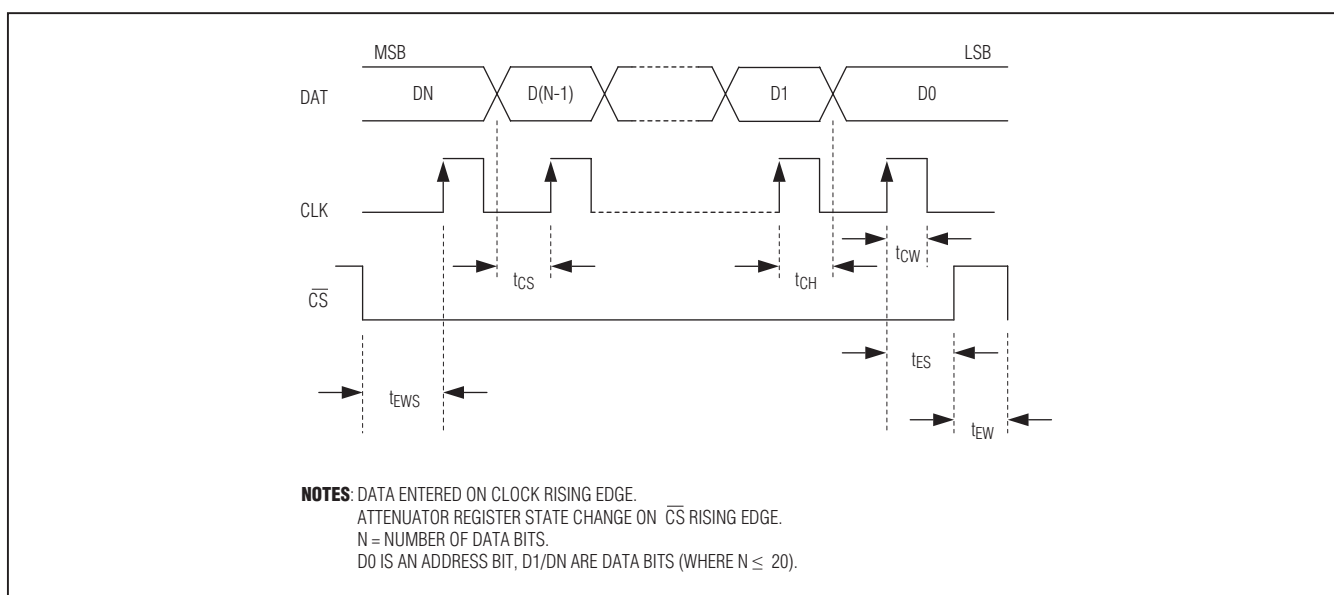 MSB
LSB
DAT
DN
D(N-1)
D1
D0
CLK
tCW
tCS
tCH
C̅S̅
tES
tEWS
tEW
NOTES: DATA ENTERED ON CLOCK RISING EDGE.
ATTENUATOR REGISTER STATE CHANGE ON C̅S̅ RISING EDGE.
N = NUMBER OF DATA BITS.
D0 IS AN ADDRESS BIT, D1/DN ARE DATA BITS (WHERE N ≤ 20).